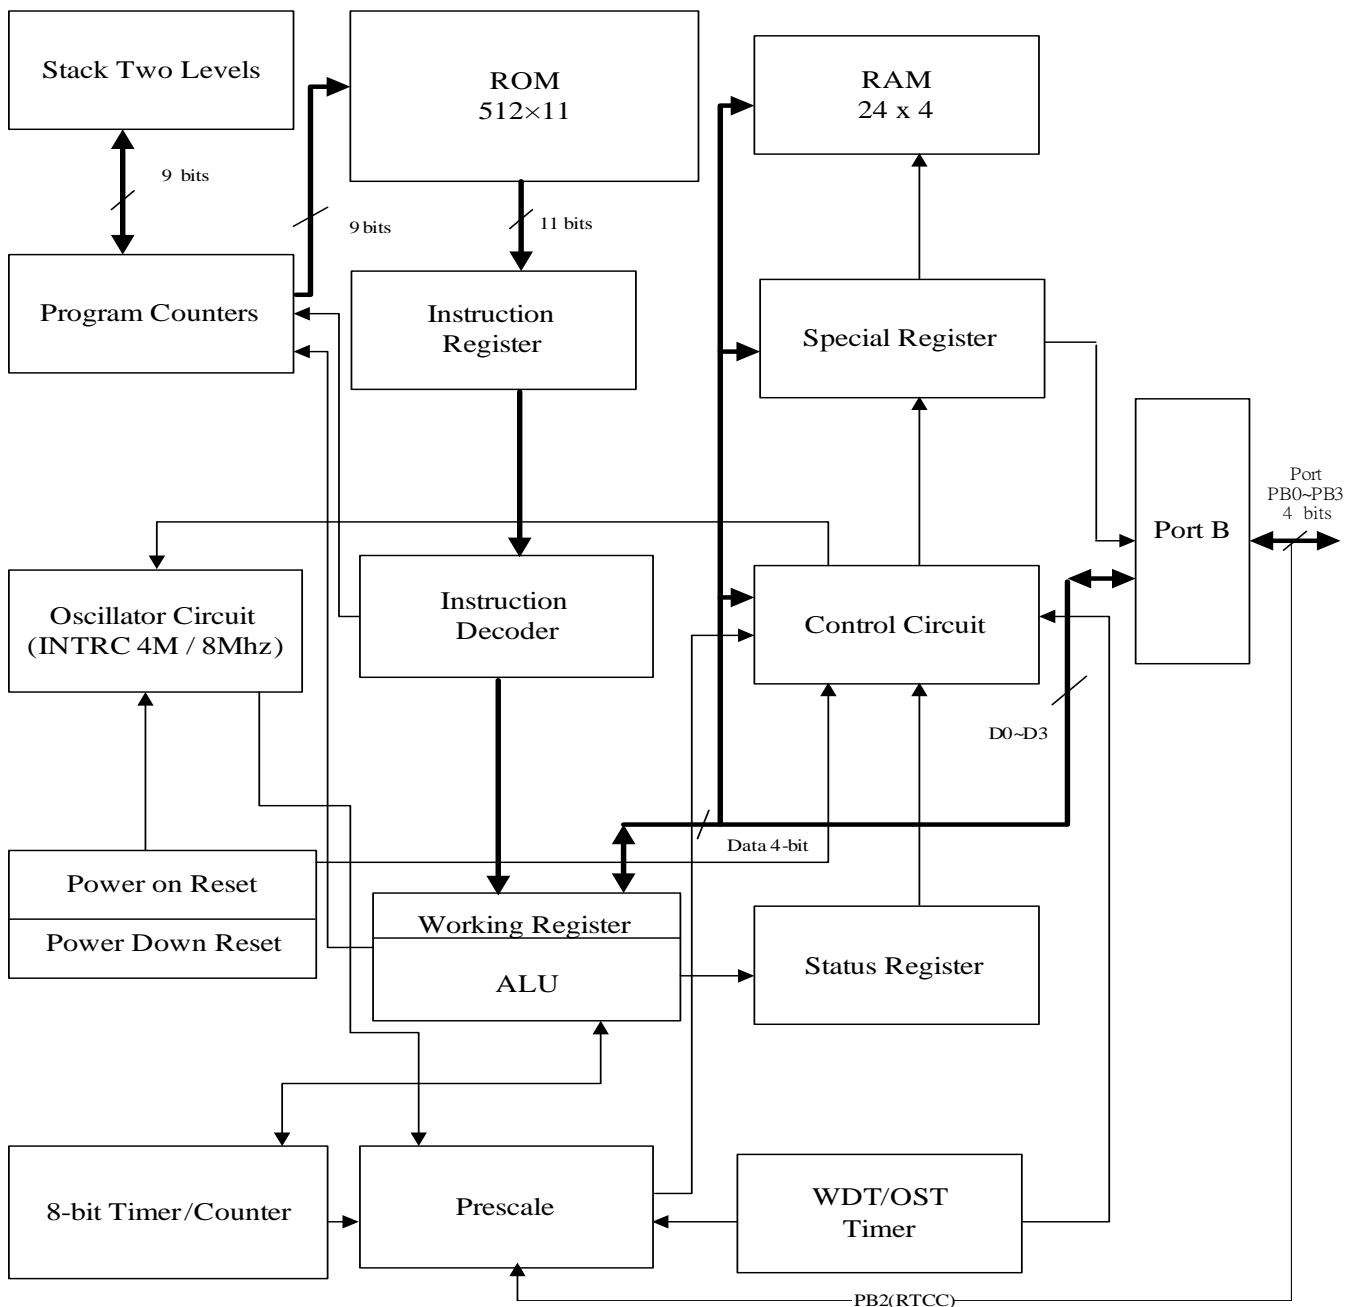 Stack Two Levels
ROM
512×11
RAM
24 x 4
9 bits
9 bits
11 bits
Program Counters
Instruction
Register
Special Register
Port
PB0~PB3
4 bits
Port B
Oscillator Circuit
(INTRC 4M / 8Mhz)
Instruction
Decoder
Control Circuit
D0~D3
Data 4-bit
Power on Reset
Power Down Reset
Working Register
ALU
Status Register
8-bit Timer/Counter
Prescale
WDT/OST
Timer
PB2(RTCC)